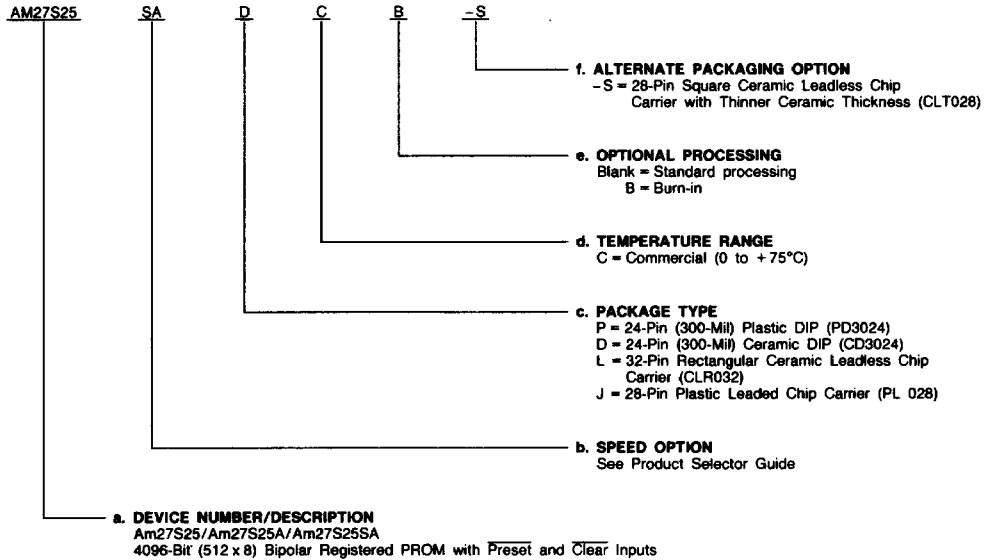 AM27S25 SA D C B -S
f. ALTERNATE PACKAGING OPTION
-S = 28-Pin Square Ceramic Leadless Chip
Carrier with Thinner Ceramic Thickness (CLT028)
e. OPTIONAL PROCESSING
Blank = Standard processing
B = Burn-in
d. TEMPERATURE RANGE
C = Commercial (0 to +75°C)
c. PACKAGE TYPE
P = 24-Pin (300-Mil) Plastic DIP (PD3024)
D = 24-Pin (300-Mil) Ceramic DIP (CD3024)
L = 32-Pin Rectangular Ceramic Leadless Chip
Carrier (CLR032)
J = 28-Pin Plastic Leaded Chip Carrier (PL 028)
b. SPEED OPTION
See Product Selector Guide
a. DEVICE NUMBER/DESCRIPTION
Am27S25/Am27S25A/Am27S25SA
4096-Bit (512 x 8) Bipolar Registered PROM with Preset and Clear Inputs